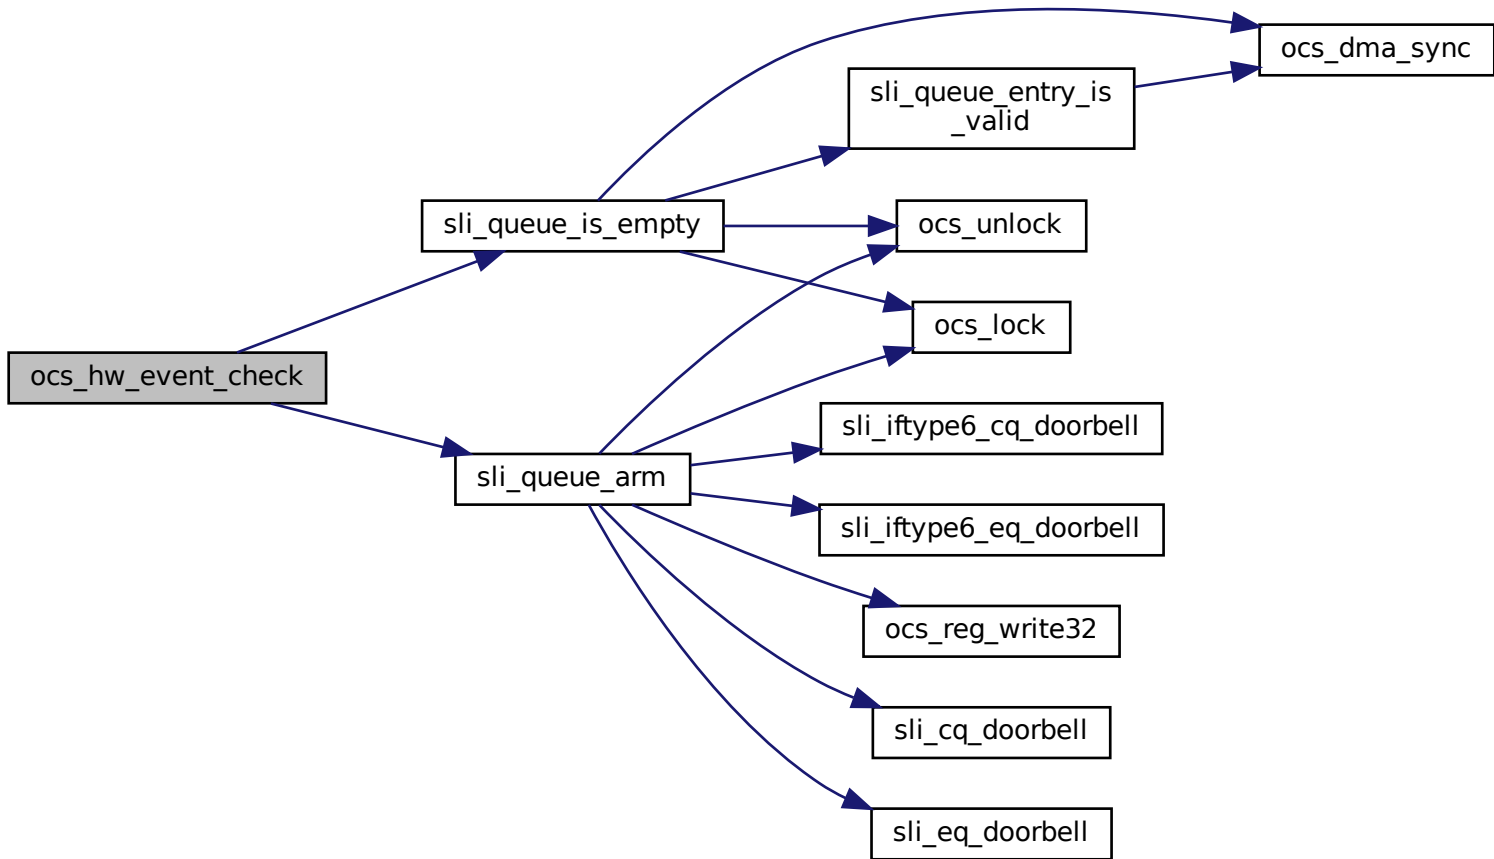 ocs_dma_sync
sli_queue_entry_is
_valid
sli_queue_is_empty
ocs_unlock
ocs_lock
ocs_hw_event_check
sli_iftype6_cq_doorbell
sli_queue_arm
sli_iftype6_eq_doorbell
ocs_reg_write32
sli_cq_doorbell
sli_eq_doorbell